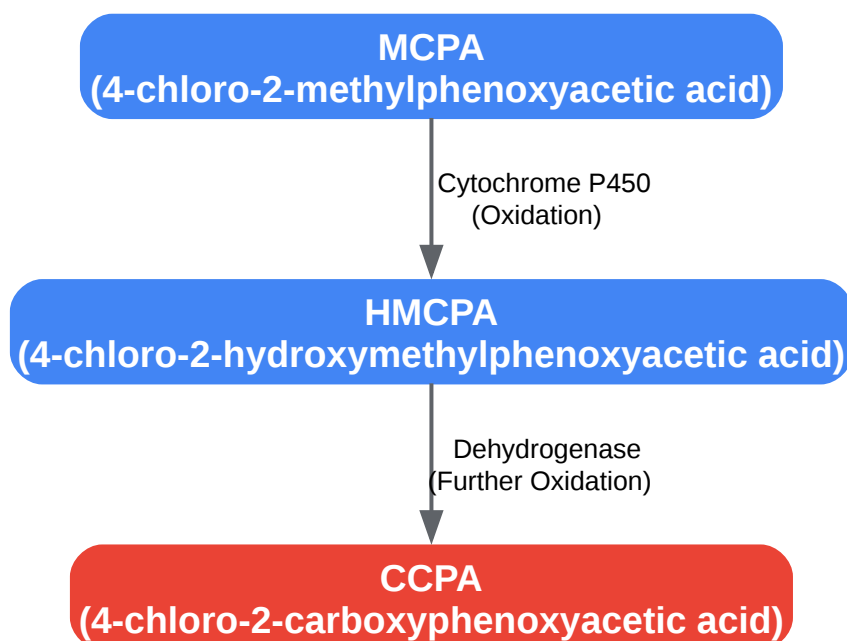 MCPA
(4-chloro-2-methylphenoxyacetic acid)
Cytochrome P450
(Oxidation)
HMCPA
(4-chloro-2-hydroxymethylphenoxyacetic acid)
Dehydrogenase
(Further Oxidation)
CCPA
(4-chloro-2-carboxyphenoxyacetic acid)